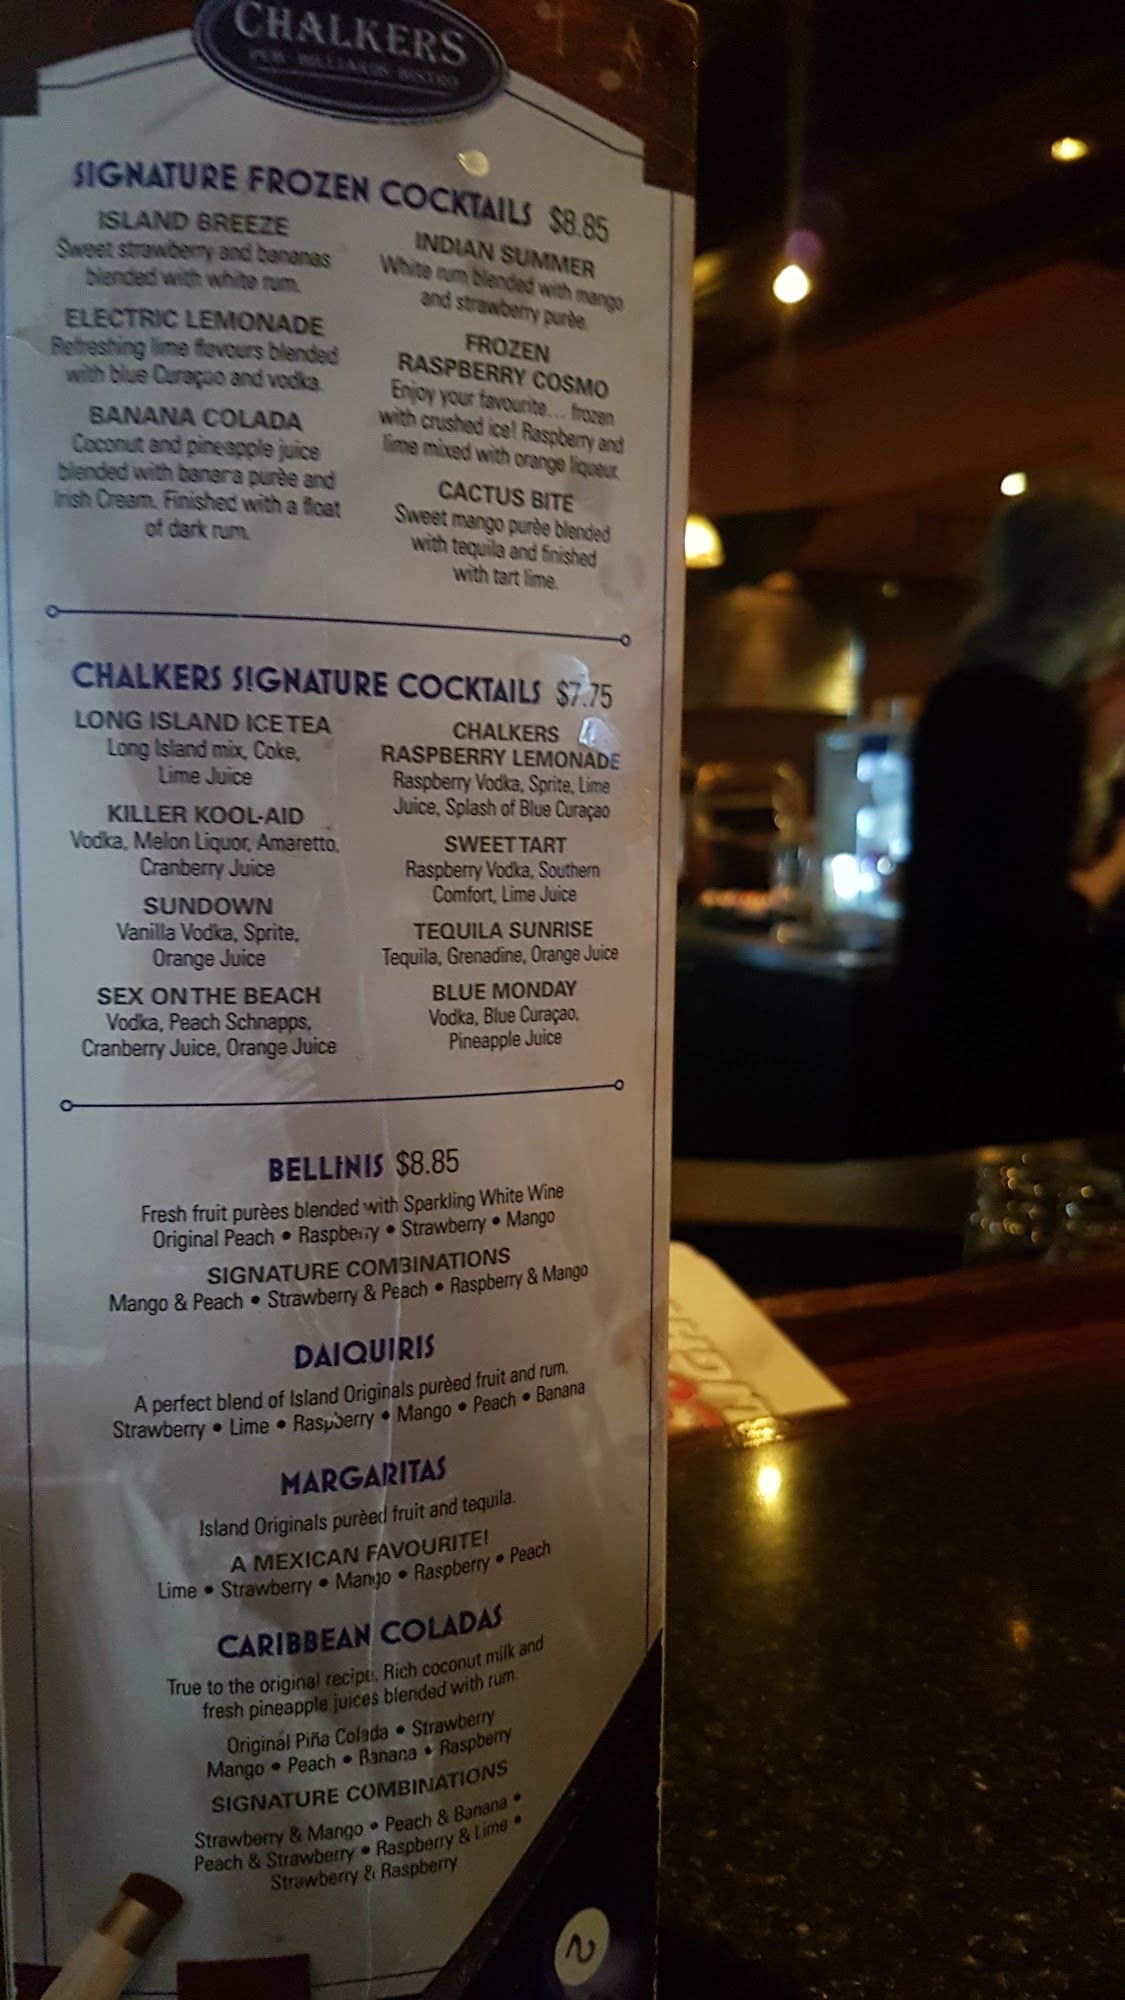 CHALKERS
PUB BILLIARDS BISTRO
SIGNATURE FROZEN COCKTAILS $8.85
ISLAND BREEZE
Sweet strawberry and bananas
blended with white rum.
ELECTRIC LEMONADE
Refreshing lime flavours blended
with blue Curaçao and vodka.
BANANA COLADA
Coconut and pineapple juice
blended with banana purèe and
Irish Cream. Finished with a float
of dark rum.
INDIAN SUMMER
White rum blended with mango
and strawberry purèe.
FROZEN
RASPBERRY COSMO
Enjoy your favourite... frozen
with crushed ice! Raspberry and
lime mixed with orange liqueur.
CACTUS BITE
Sweet mango purèe blended
with tequila and finished
with tart lime.
CHALKERS SIGNATURE COCKTAILS $7.75
LONG ISLAND ICE TEA
Long Island mix, Coke,
Lime Juice
KILLER KOOL-AID
Vodka, Melon Liquor, Amaretto,
Cranberry Juice
SUNDOWN
Vanilla Vodka, Sprite,
Orange Juice
SEX ON THE BEACH
Vodka, Peach Schnapps,
Cranberry Juice, Orange Juice
CHALKERS
RASPBERRY LEMONADE
Raspberry Vodka, Sprite, Lime
Juice, Splash of Blue Curaçao
SWEET TART
Raspberry Vodka, Southern
Comfort, Lime Juice
TEQUILA SUNRISE
Tequila, Grenadine, Orange Juice
BLUE MONDAY
Vodka, Blue Curaçao,
Pineapple Juice
BELLINIS $8.85
Fresh fruit purèes blended with Sparkling White Wine
Original Peach • Raspberry • Strawberry • Mango
SIGNATURE COMBINATIONS
Mango & Peach • Strawberry & Peach • Raspberry & Mango
DAIQUIRIS
A perfect blend of Island Originals purèed fruit and rum.
Strawberry • Lime • Raspberry • Mango • Peach • Banana
MARGARITAS
Island Originals purèed fruit and tequila.
A MEXICAN FAVOURITE!
Lime • Strawberry • Mango • Raspberry • Peach
CARIBBEAN COLADAS
True to the original recipe. Rich coconut milk and
fresh pineapple juices blended with rum.
Original Piña Colada • Strawberry
Mango • Peach • Banana • Raspberry
SIGNATURE COMBINATIONS
Strawberry & Mango • Peach & Banana •
Peach & Strawberry • Raspberry & Lime •
Strawberry & Raspberry
2